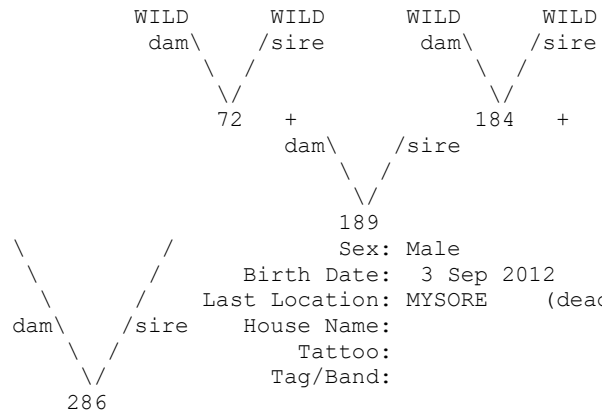 WILD WILD WILD WILD
dam\ /sire dam\ /sire
\ / \ /
\/ \/
72 + 184 +
dam\ /sire
\ /
\/
189
\ / Sex: Male
\ / Birth Date: 3 Sep 2012
\ / Last Location: MYSORE (dead
dam\ /sire House Name:
\ / Tattoo:
\/ Tag/Band:
286